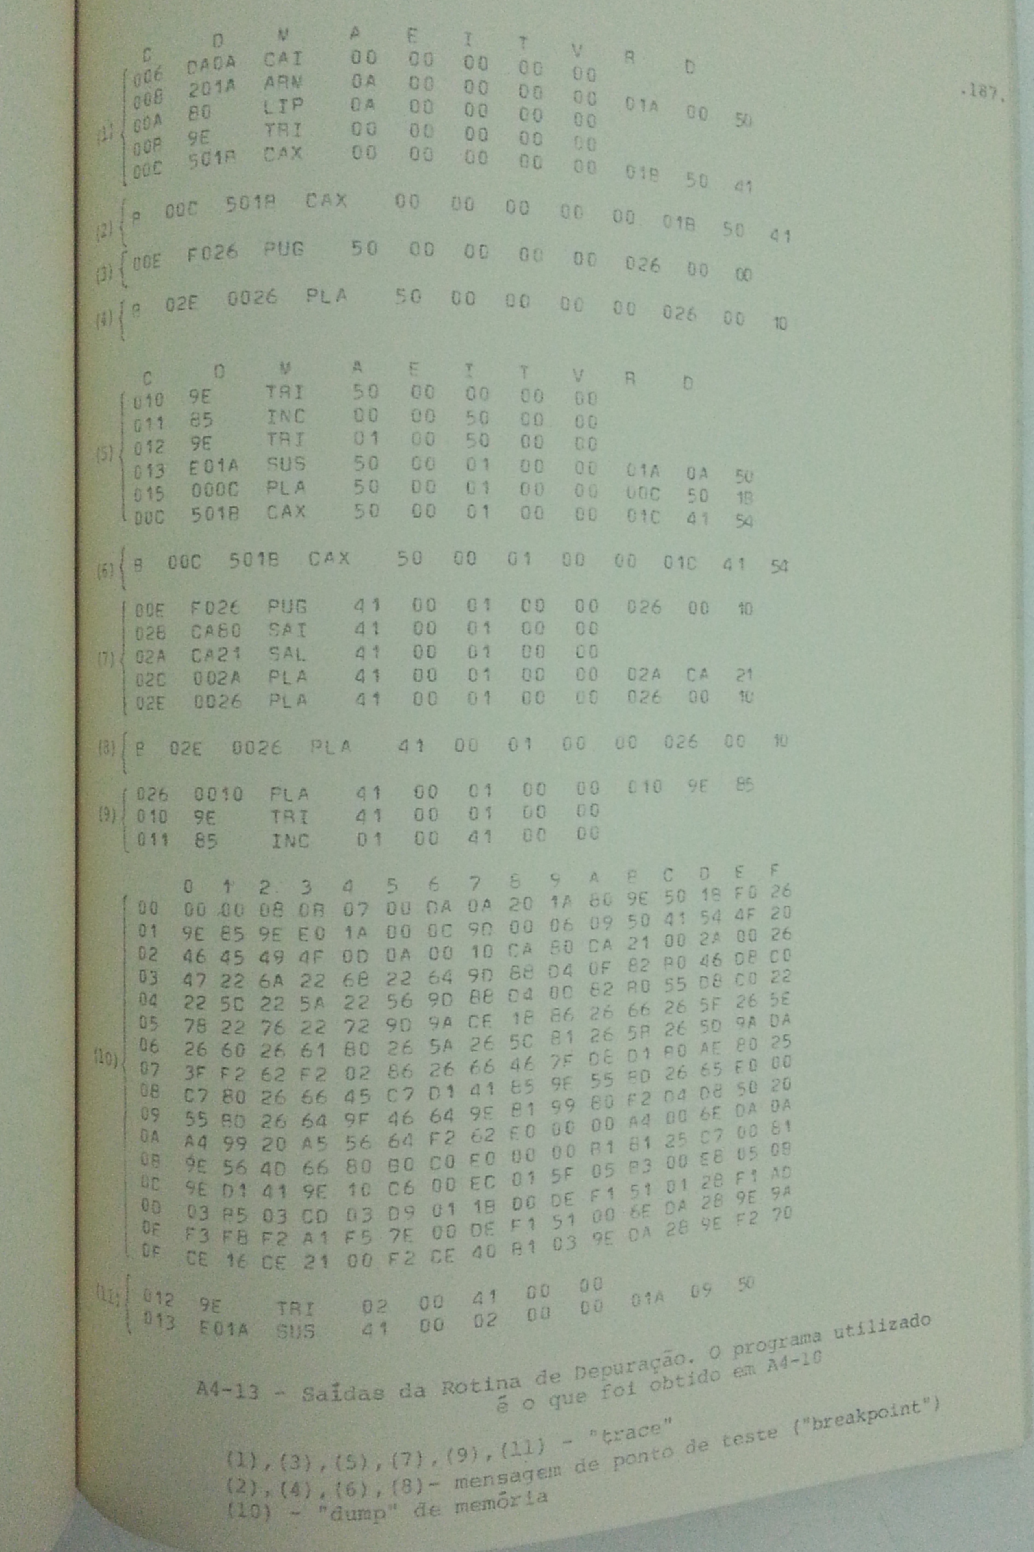 .187.
C O M A E I T V R D
006 CA0A CAI 00 00 00 00 00
008 201A ARM 0A 00 00 00 00 01A 00 50
00A 80 LIP 0A 00 00 00 00
00B 9E TRI 00 00 00 00 00
00C 501B CAX 00 00 00 00 00 01B 50 41
(1)
(2) P 00C 501B CAX 00 00 00 00 00 01B 50 41
(3) 00E F026 PUG 50 00 00 00 00 026 00 00
(4) P 02E 0026 PLA 50 00 00 00 00 026 00 10
C O M A E I T V R D
010 9E TRI 50 00 00 00 00
011 85 INC 00 00 50 00 00
012 9E TRI 01 00 50 00 00
(5) 013 E01A SUS 50 00 01 00 00 01A 0A 50
015 000C PLA 50 00 01 00 00 00C 50 1B
00C 501B CAX 50 00 01 00 00 01C 41 54
(6) P 00C 501B CAX 50 00 01 00 00 01C 41 54
00E F026 PUG 41 00 01 00 00 026 00 10
028 CA80 SAI 41 00 01 00 00
(7) 02A CA21 SAL 41 00 01 00 00
02C 002A PLA 41 00 01 00 00 02A CA 21
02E 0026 PLA 41 00 01 00 00 026 00 10
(8) P 02E 0026 PLA 41 00 01 00 00 026 00 10
026 0010 PLA 41 00 01 00 00 010 9E 85
(9) 010 9E TRI 41 00 01 00 00
011 85 INC 01 00 41 00 00
0 1 2 3 4 5 6 7 8 9 A B C D E F
00 00 00 08 0B 07 00 DA 0A 20 1A 80 9E 50 1B F0 26
01 9E 85 9E E0 1A 00 0C 9D 00 06 09 50 41 54 4F 20
02 46 45 49 4F 0D 0A 00 10 CA 80 CA 21 00 2A 00 26
03 47 22 6A 22 68 22 64 9D 88 D4 0F 82 B0 46 D8 C0
04 22 5C 22 5A 22 56 9D 88 D4 00 82 B0 55 D8 C0 22
05 78 22 76 22 72 9D 9A CE 18 86 26 66 26 5F 26 5E
06 26 60 26 61 80 26 5A 26 5C 81 26 5B 26 5D 9A DA
07 3F F2 62 F2 02 86 26 66 46 7F DE D1 B0 AE 80 25
08 C7 80 26 66 45 C7 D1 41 85 9E 55 8D 26 65 E0 00
09 55 8D 26 64 9F 46 64 9E 81 99 80 F2 D4 D8 50 20
0A A4 99 20 A5 56 64 F2 62 E0 00 00 A4 00 6E DA 0A
0B 9E 56 4D 66 80 B0 C0 E0 00 00 B1 81 25 C7 00 81
0C 9E D1 41 9E 10 C6 00 EC 01 5F 05 B3 00 E8 05 09
0D 03 B5 03 CD 03 D9 01 1B 00 DE F1 51 01 28 F1 AD
0E F3 FB F2 A1 F5 7E 00 DE F1 51 00 6E DA 28 9E 9A
0F CE 16 CE 21 00 F2 CE 40 B1 03 9E DA 28 9E F2 70
(10)
(11) 012 9E TRI 02 00 41 00 00
013 E01A SUS 41 00 02 00 00 01A 09 50
A4-13 - Saídas da Rotina de Depuração. O programa utilizado
é o que foi obtido em A4-10
(1),(3),(5),(7),(9),(11) - "trace"
(2),(4),(6),(8)- mensagem de ponto de teste ("breakpoint")
(10) - "dump" de memória